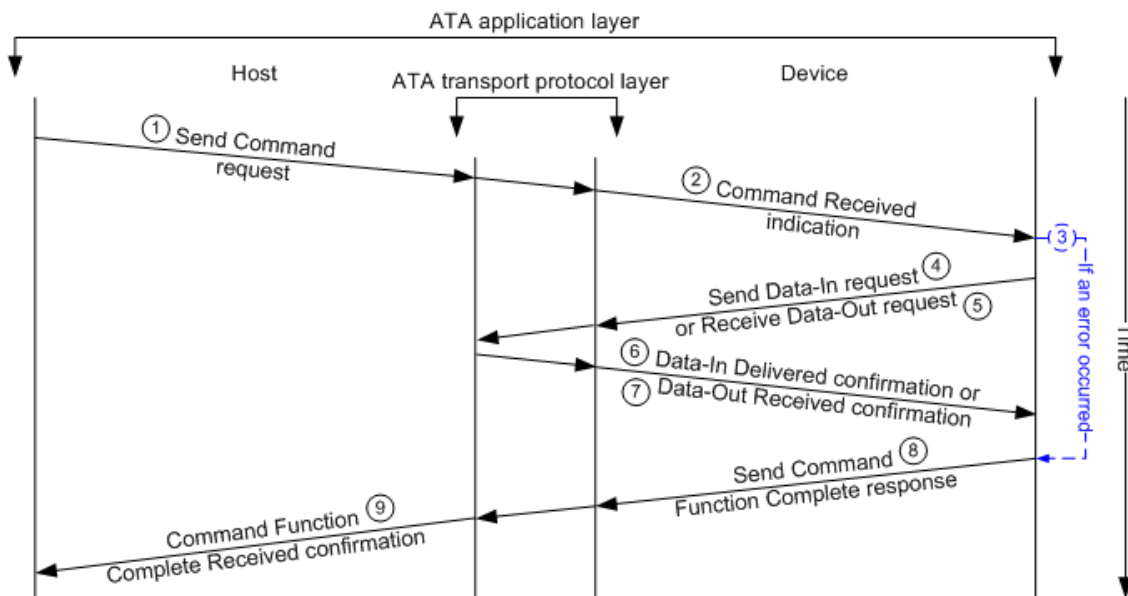 ATA application layer
Host
Device
ATA transport protocol layer
1 Send Command
request
2 Command Received
indication
3
If an error occurred
Send Data-In request 4
or Receive Data-Out request 5
6 Data-In Delivered confirmation or
7 Data-Out Received confirmation
Send Command 8
Function Complete response
Command Function 9
Complete Received confirmation
Time